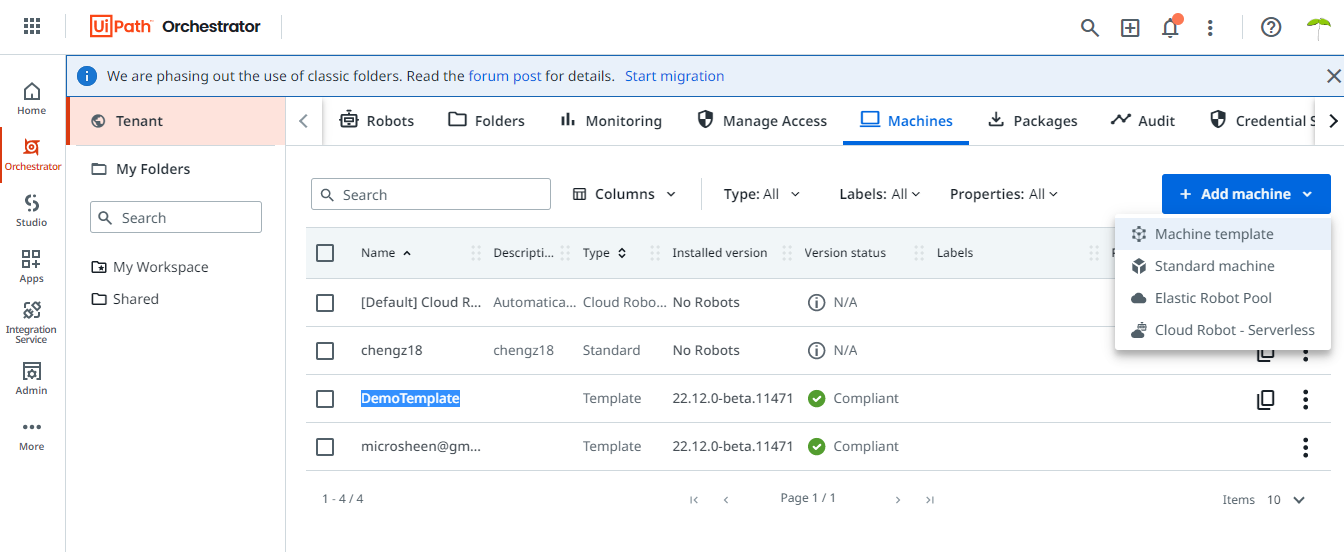 UiPath Orchestrator
We are phasing out the use of classic folders. Read the forum post for details. Start migration
Home
Orchestrator
Studio
Apps
Integration
Service
Admin
More
Tenant
My Folders
Search
My Workspace
Shared
Robots Folders Monitoring Manage Access Machines Packages Audit Credential S
Search Columns Type: All Labels: All Properties: All + Add machine
Machine template
Standard machine
Elastic Robot Pool
Cloud Robot - Serverless
Name Descripti... Type Installed version Version status Labels
[Default] Cloud R... Automatica... Cloud Robo... No Robots N/A
chengz18 chengz18 Standard No Robots N/A
DemoTemplate Template 22.12.0-beta.11471 Compliant
microsheen@gm... Template 22.12.0-beta.11471 Compliant
1 - 4 / 4 Page 1 / 1 Items 10